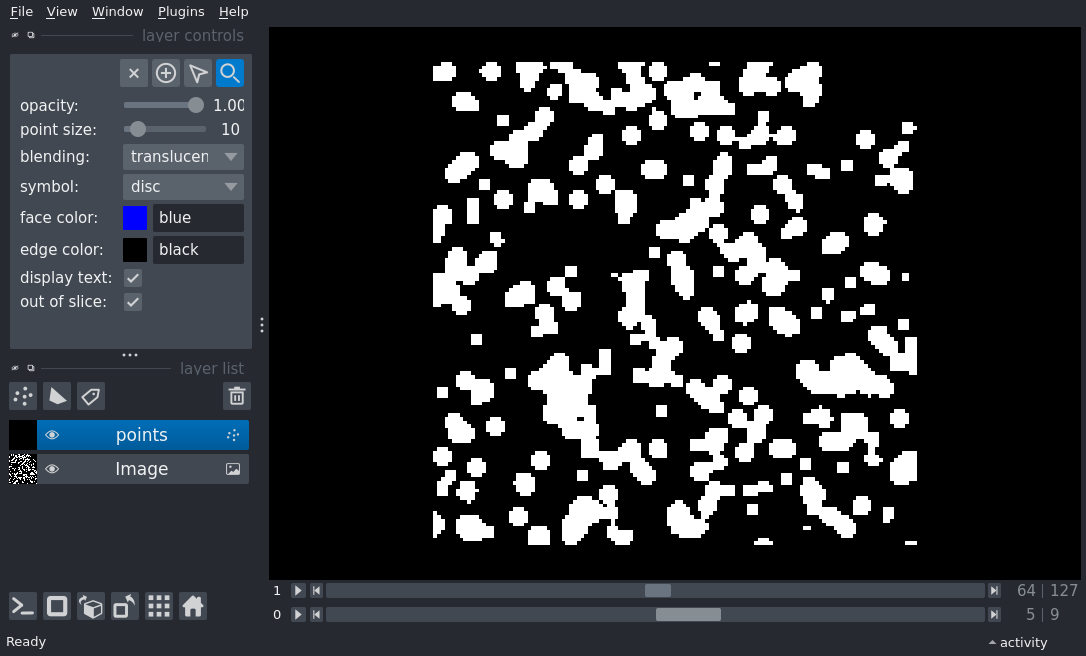 File View Window Plugins Help
layer controls
opacity: 1.00
point size: 10
blending: translucen
symbol: disc
face color: blue
edge color: black
display text:
out of slice:
layer list
points
Image
1 64 | 127
0 5 | 9
Ready activity